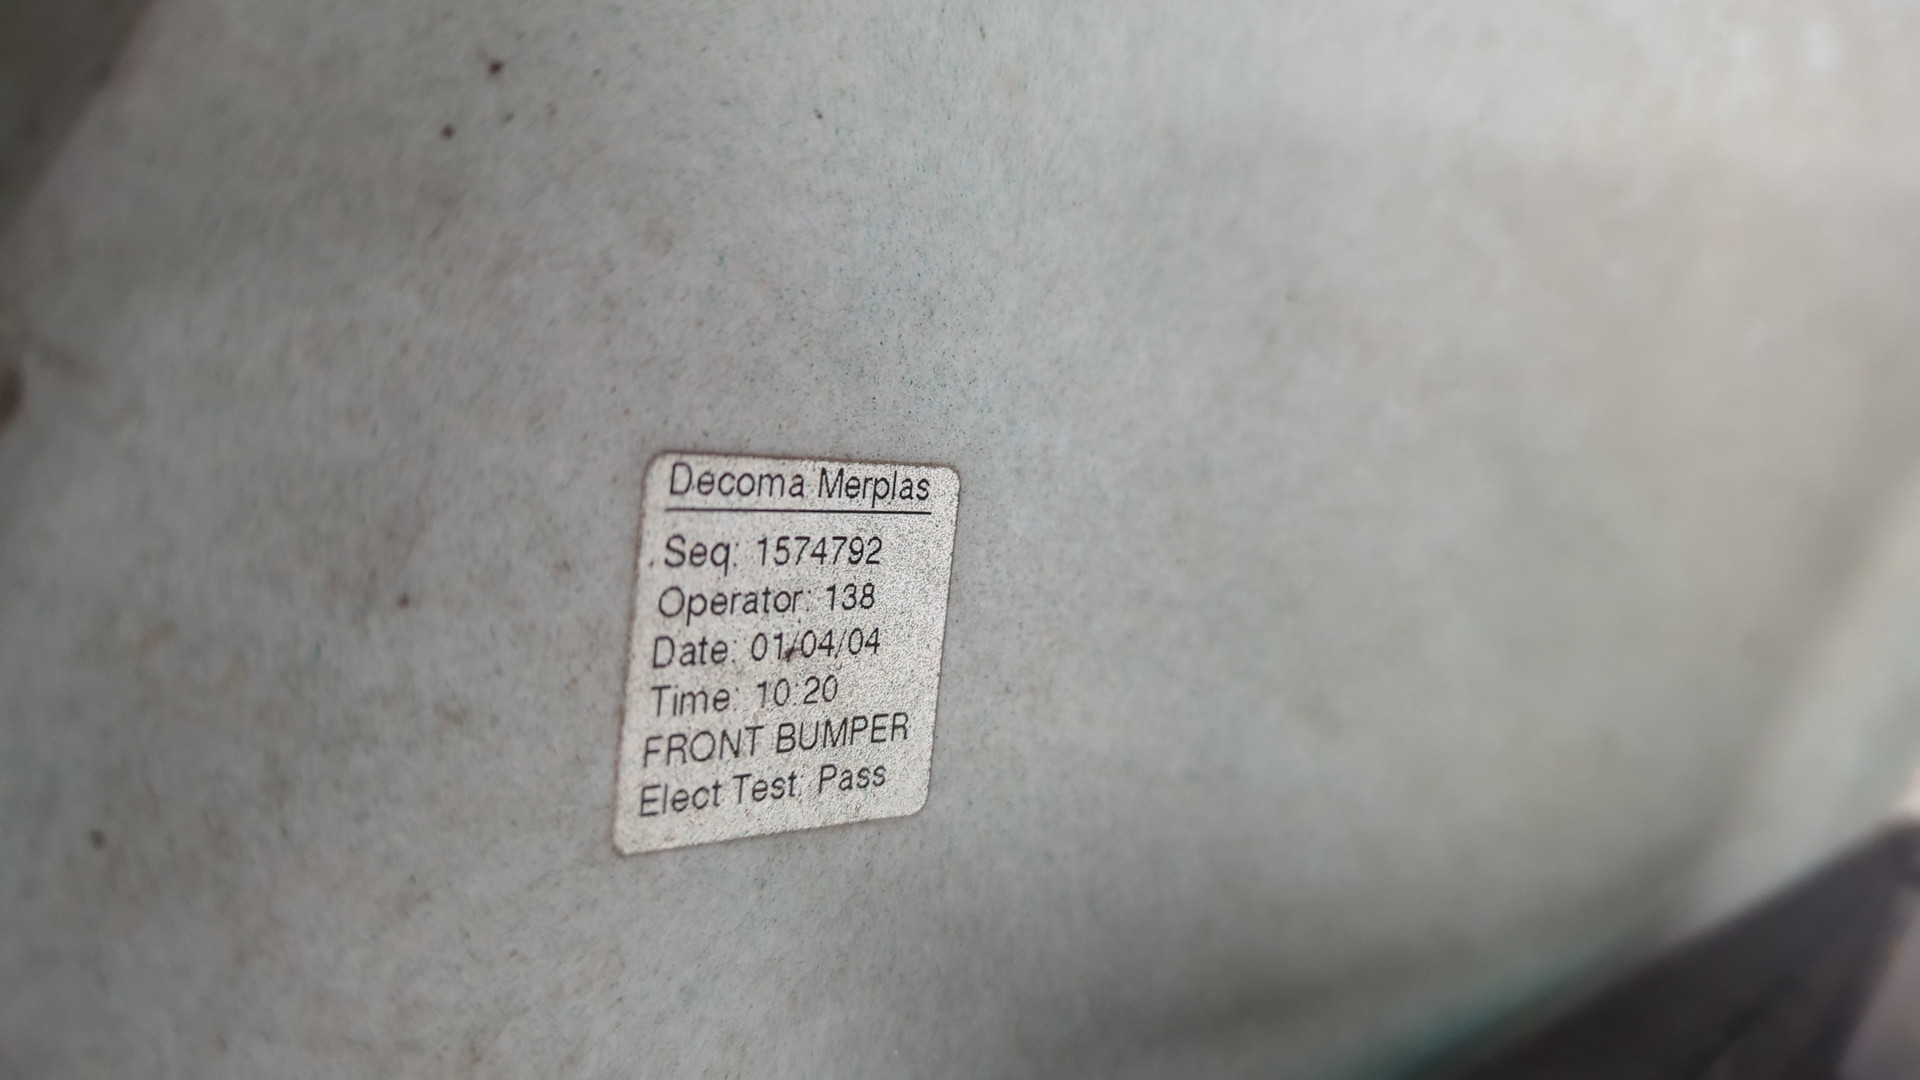 Decoma Merplas
Seq: 1574792
Operator: 138
Date: 01/04/04
Time: 10:20
FRONT BUMPER
Elect Test: Pass